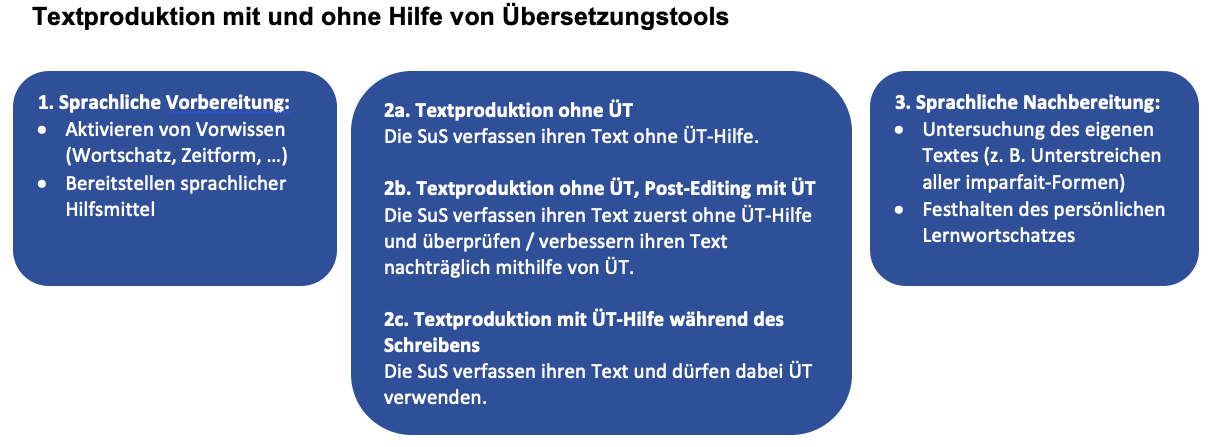 Textproduktion mit und ohne Hilfe von Übersetzungstools
1. Sprachliche Vorbereitung:
• Aktivieren von Vorwissen
(Wortschatz, Zeitform, …)
• Bereitstellen sprachlicher
Hilfsmittel
2a. Textproduktion ohne ÜT
Die SuS verfassen ihren Text ohne ÜT-Hilfe.
2b. Textproduktion ohne ÜT, Post-Editing mit ÜT
Die SuS verfassen ihren Text zuerst ohne ÜT-Hilfe
und überprüfen / verbessern ihren Text
nachträglich mithilfe von ÜT.
2c. Textproduktion mit ÜT-Hilfe während des
Schreibens
Die SuS verfassen ihren Text und dürfen dabei ÜT
verwenden.
3. Sprachliche Nachbereitung:
• Untersuchung des eigenen
Textes (z. B. Unterstreichen
aller imparfait-Formen)
• Festhalten des persönlichen
Lernwortschatzes